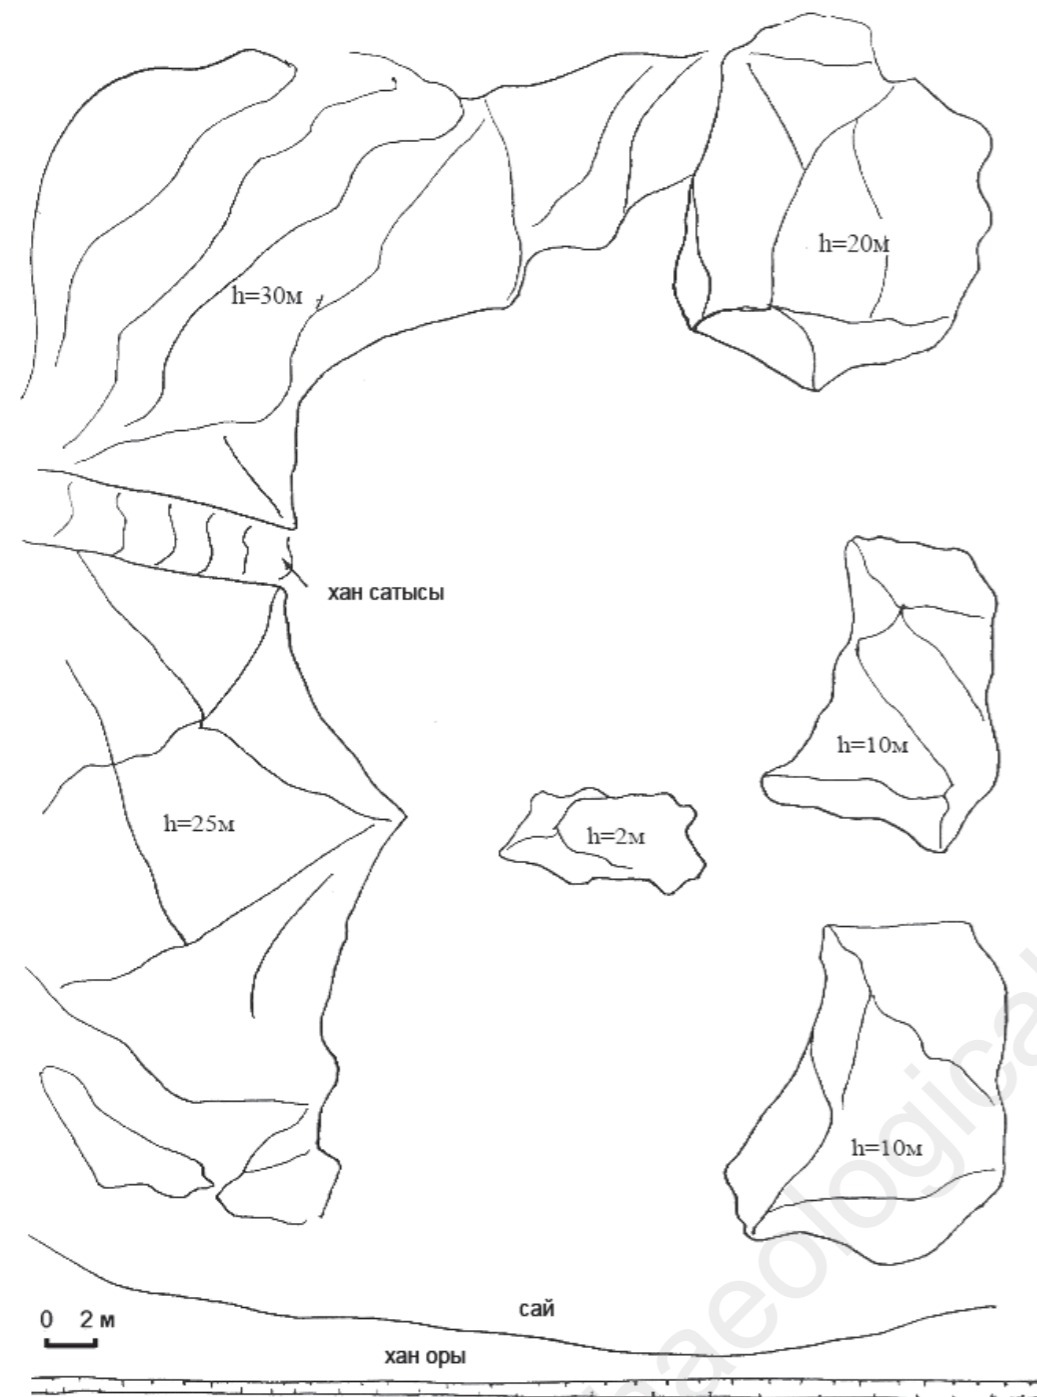 h=20м
h=30м
хан сатысы
h=10м
h=25м
h=2м
h=10м
сай
0 2 м
хан оры